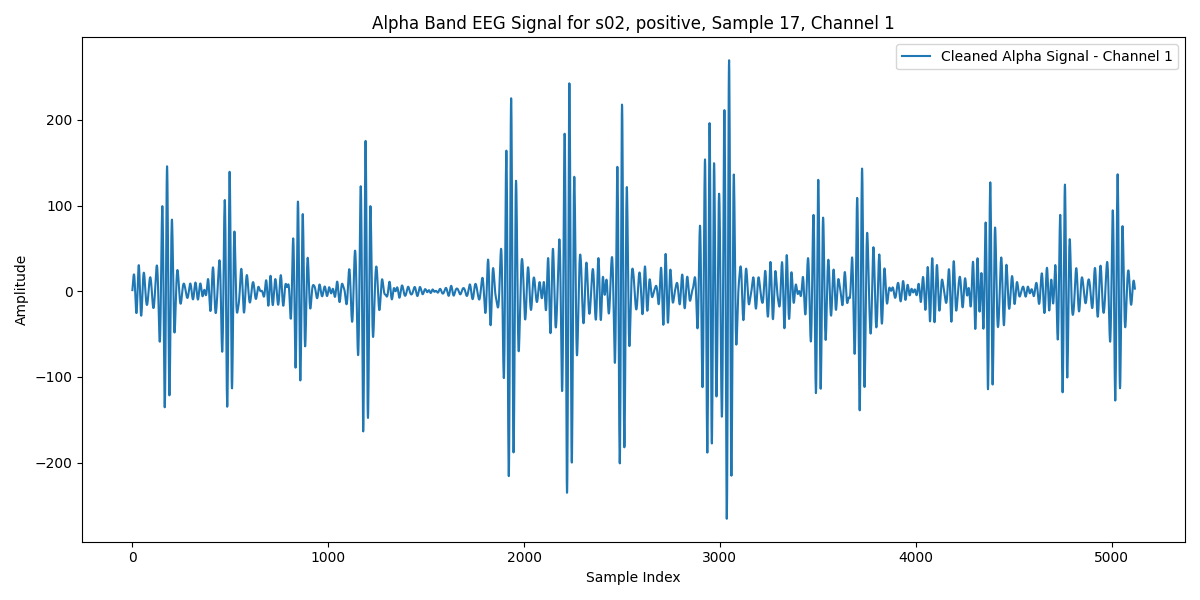 Alpha Band EEG Signal for s02, positive, Sample 17, Channel 1
Cleaned Alpha Signal - Channel 1
Amplitude
200
100
0
−100
−200
0 1000 2000 3000 4000 5000
Sample Index